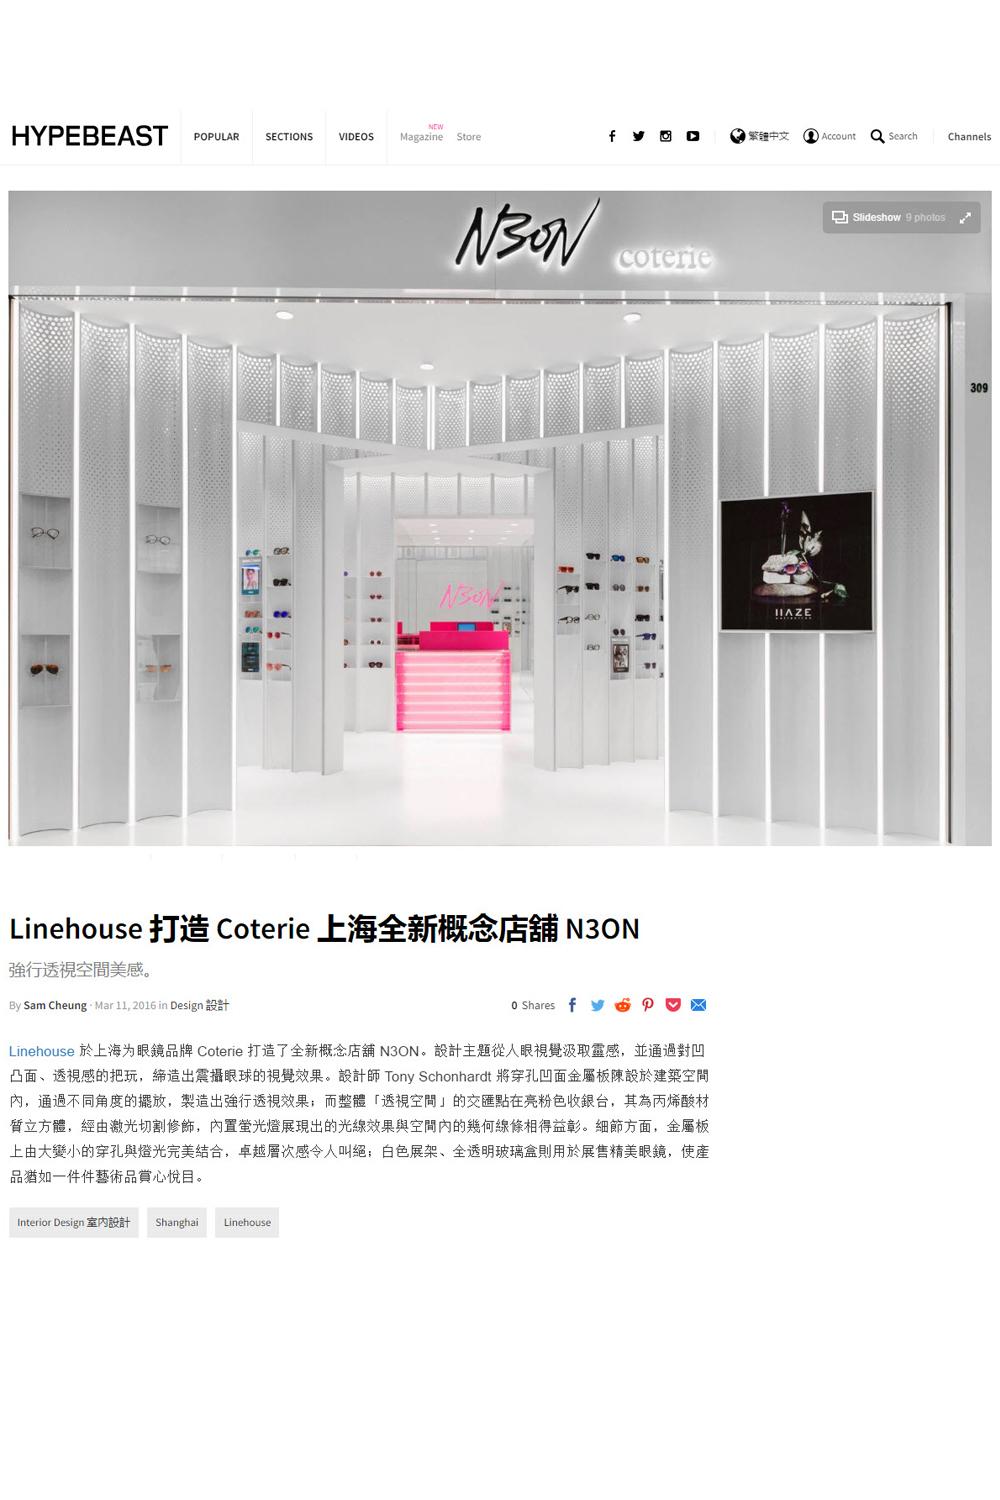 HYPEBEAST
POPULAR
SECTIONS
VIDEOS
NEW
Magazine
Store
繁體中文
Account
Search
Channels
N3ON
coterie
Slideshow 9 photos
309
N3ON
HAZE
COLLECTION
Linehouse 打造 Coterie 上海全新概念店舖 N3ON
強行透視空間美感。
By Sam Cheung · Mar 11, 2016 in Design 設計
0 Shares
Linehouse 於上海为眼鏡品牌 Coterie 打造了全新概念店舖 N3ON。設計主題從人眼視覺汲取靈感，並通過對凹
凸面、透視感的把玩，締造出震攝眼球的視覺效果。設計師 Tony Schonhardt 將穿孔凹面金屬板陳設於建築空間
內，通過不同角度的擺放，製造出強行透視效果；而整體「透視空間」的交匯點在亮粉色收銀台，其為丙烯酸材
質立方體，經由激光切割修飾，內置螢光燈展現出的光線效果與空間內的幾何線條相得益彰。細節方面，金屬板
上由大變小的穿孔與燈光完美結合，卓越層次感令人叫絕；白色展架、全透明玻璃盒則用於展售精美眼鏡，使產
品猶如一件件藝術品賞心悅目。
Interior Design 室内設計
Shanghai
Linehouse